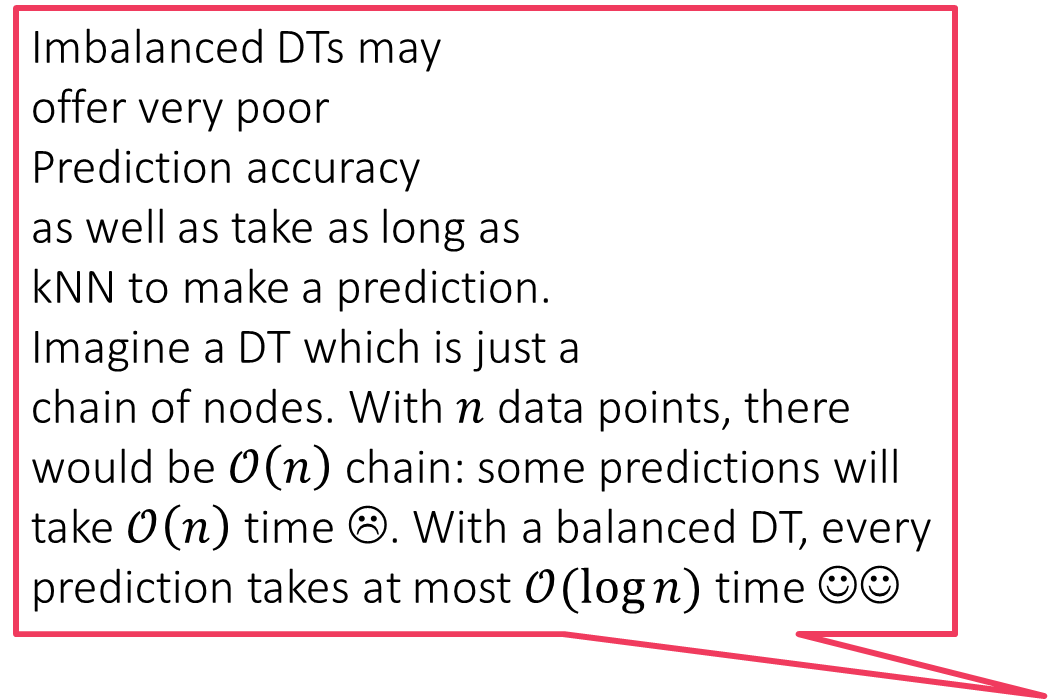 Imbalanced DTs may
offer very poor
Prediction accuracy
as well as take as long as
kNN to make a prediction.
Imagine a DT which is just a
chain of nodes. With 𝑛 data points, there
would be 𝒪(𝑛) chain: some predictions will
take 𝒪(𝑛) time ☹. With a balanced DT, every
prediction takes at most 𝒪(log 𝑛) time ☺☺